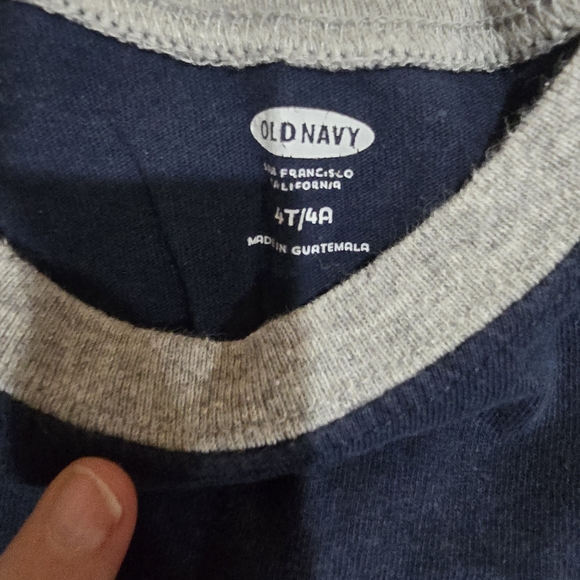 OLD NAVY
SAN FRANCISCO
CALIFORNIA
4T/4A
MADE IN GUATEMALA